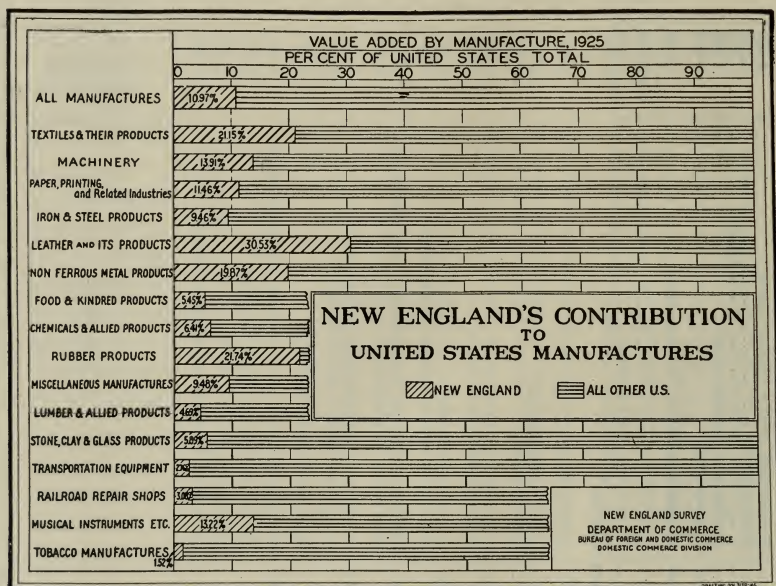 VALUE ADDED BY MANUFACTURE, 1925
PER CENT OF UNITED STATES TOTAL
0 10 20 30 40 50 60 70 80 90
ALL MANUFACTURES 10.97%
TEXTILES & THEIR PRODUCTS 21.15%
MACHINERY 13.91%
PAPER, PRINTING, and Related Industries 11.46%
IRON & STEEL PRODUCTS 9.46%
LEATHER AND ITS PRODUCTS 30.53%
NON FERROUS METAL PRODUCTS 19.87%
FOOD & KINDRED PRODUCTS 5.45%
CHEMICALS & ALLIED PRODUCTS 6.41%
RUBBER PRODUCTS 21.74%
MISCELLANEOUS MANUFACTURES 9.48%
LUMBER & ALLIED PRODUCTS 4.69%
STONE, CLAY & GLASS PRODUCTS
TRANSPORTATION EQUIPMENT
RAILROAD REPAIR SHOPS
MUSICAL INSTRUMENTS ETC. 13.22%
TOBACCO MANUFACTURES 1.52%
NEW ENGLAND'S CONTRIBUTION
TO
UNITED STATES MANUFACTURES
NEW ENGLAND ALL OTHER U.S.
NEW ENGLAND SURVEY
DEPARTMENT OF COMMERCE
BUREAU OF FOREIGN AND DOMESTIC COMMERCE
DOMESTIC COMMERCE DIVISION